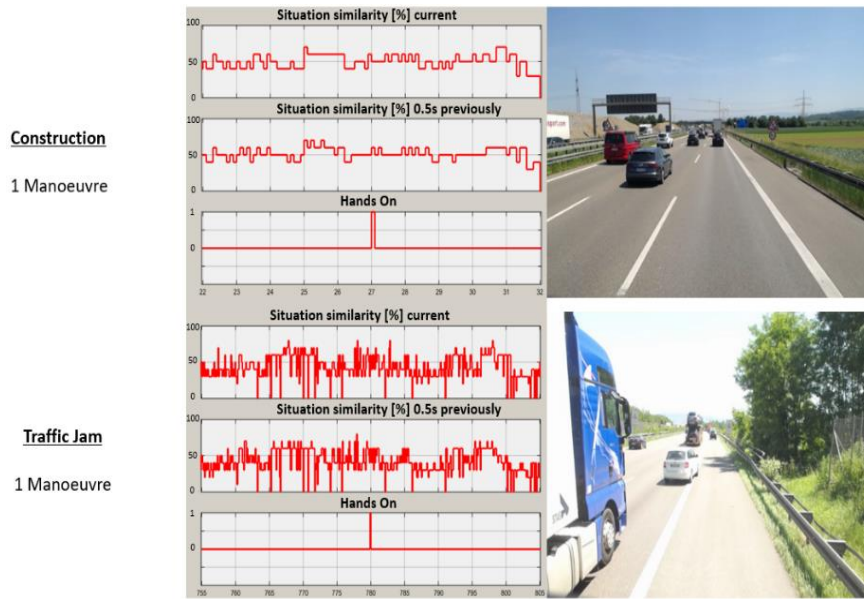 Situation similarity [%] current
100
50
0
Situation similarity [%] 0.5s previously
100
50
0
Construction
1 Manoeuvre
Hands On
1
0
22 23 24 25 26 27 28 29 30 31 32
Situation similarity [%] current
100
50
0
Situation similarity [%] 0.5s previously
100
50
0
Traffic Jam
1 Manoeuvre
Hands On
1
0
755 760 765 770 775 780 785 790 795 800 805